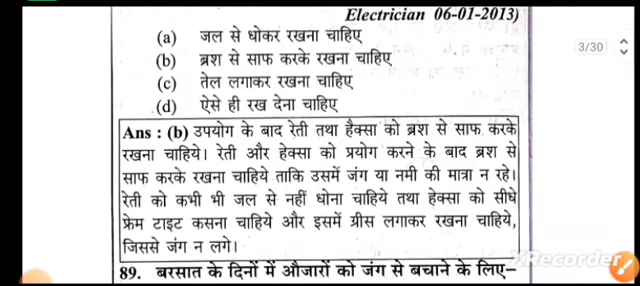 Electrician 06-01-2013)
3/30
(a) जल से धोकर रखना चाहिए
(b) ब्रश से साफ करके रखना चाहिए
(c) तेल लगाकर रखना चाहिए
(d) ऐसे ही रख देना चाहिए
Ans : (b) उपयोग के बाद रेती तथा हैक्सा को ब्रश से साफ करके
रखना चाहिये। रेती और हेक्सा को प्रयोग करने के बाद ब्रश से
साफ करके रखना चाहिये ताकि उसमें जंग या नमी की मात्रा न रहे।
रेती को कभी भी जल से नहीं धोना चाहिये तथा हेक्सा को सीधे
फ्रेम टाइट कसना चाहिये और इसमें ग्रीस लगाकर रखना चाहिये,
जिससे जंग न लगे।
XRecorder
89. बरसात के दिनों में औजारों को जंग से बचाने के लिए–